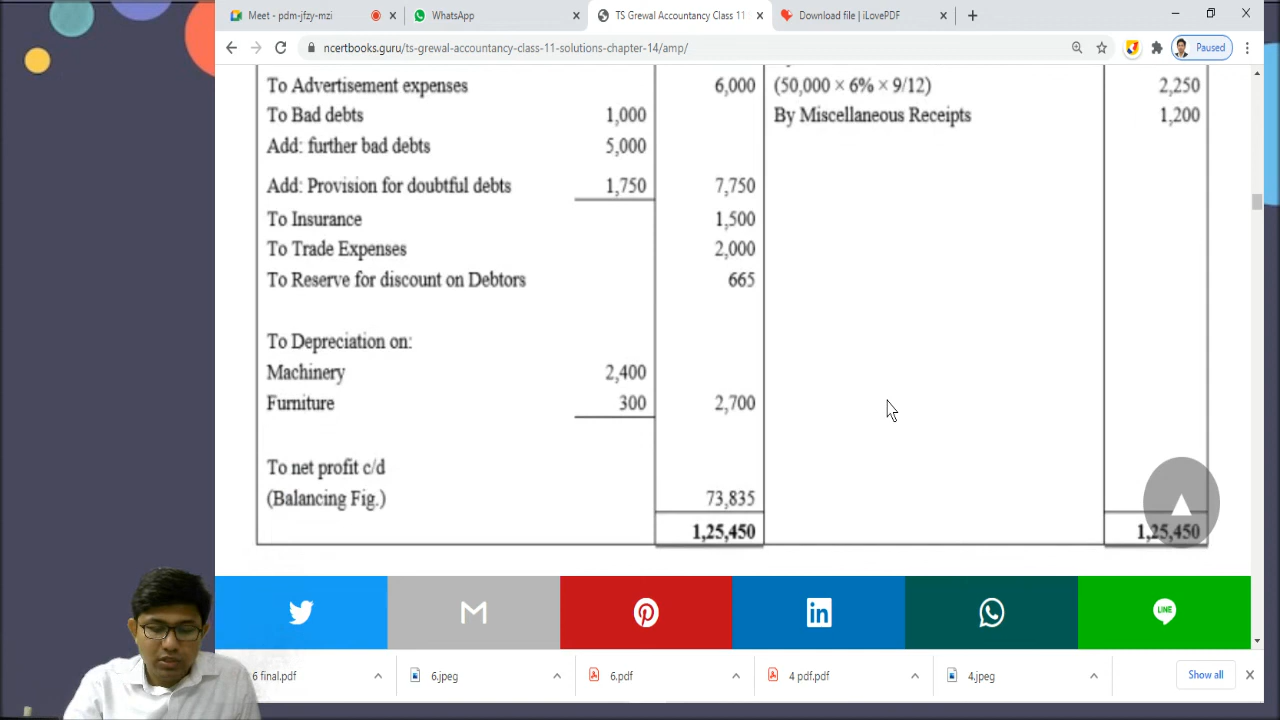 Meet - pdm-jfzy-mzi
WhatsApp
TS Grewal Accountancy Class 11
Download file | iLovePDF
ncertbooks.guru/ts-grewal-accountancy-class-11-solutions-chapter-14/amp/
Paused
To Advertisement expenses 6,000 (50,000 × 6% × 9/12) 2,250
To Bad debts 1,000 By Miscellaneous Receipts 1,200
Add: further bad debts 5,000
Add: Provision for doubtful debts 1,750 7,750
To Insurance 1,500
To Trade Expenses 2,000
To Reserve for discount on Debtors 665
To Depreciation on:
Machinery 2,400
Furniture 300 2,700
To net profit c/d
(Balancing Fig.) 73,835
1,25,450 1,25,450
LINE
6 final.pdf
6.jpeg
6.pdf
4 pdf.pdf
4.jpeg
Show all